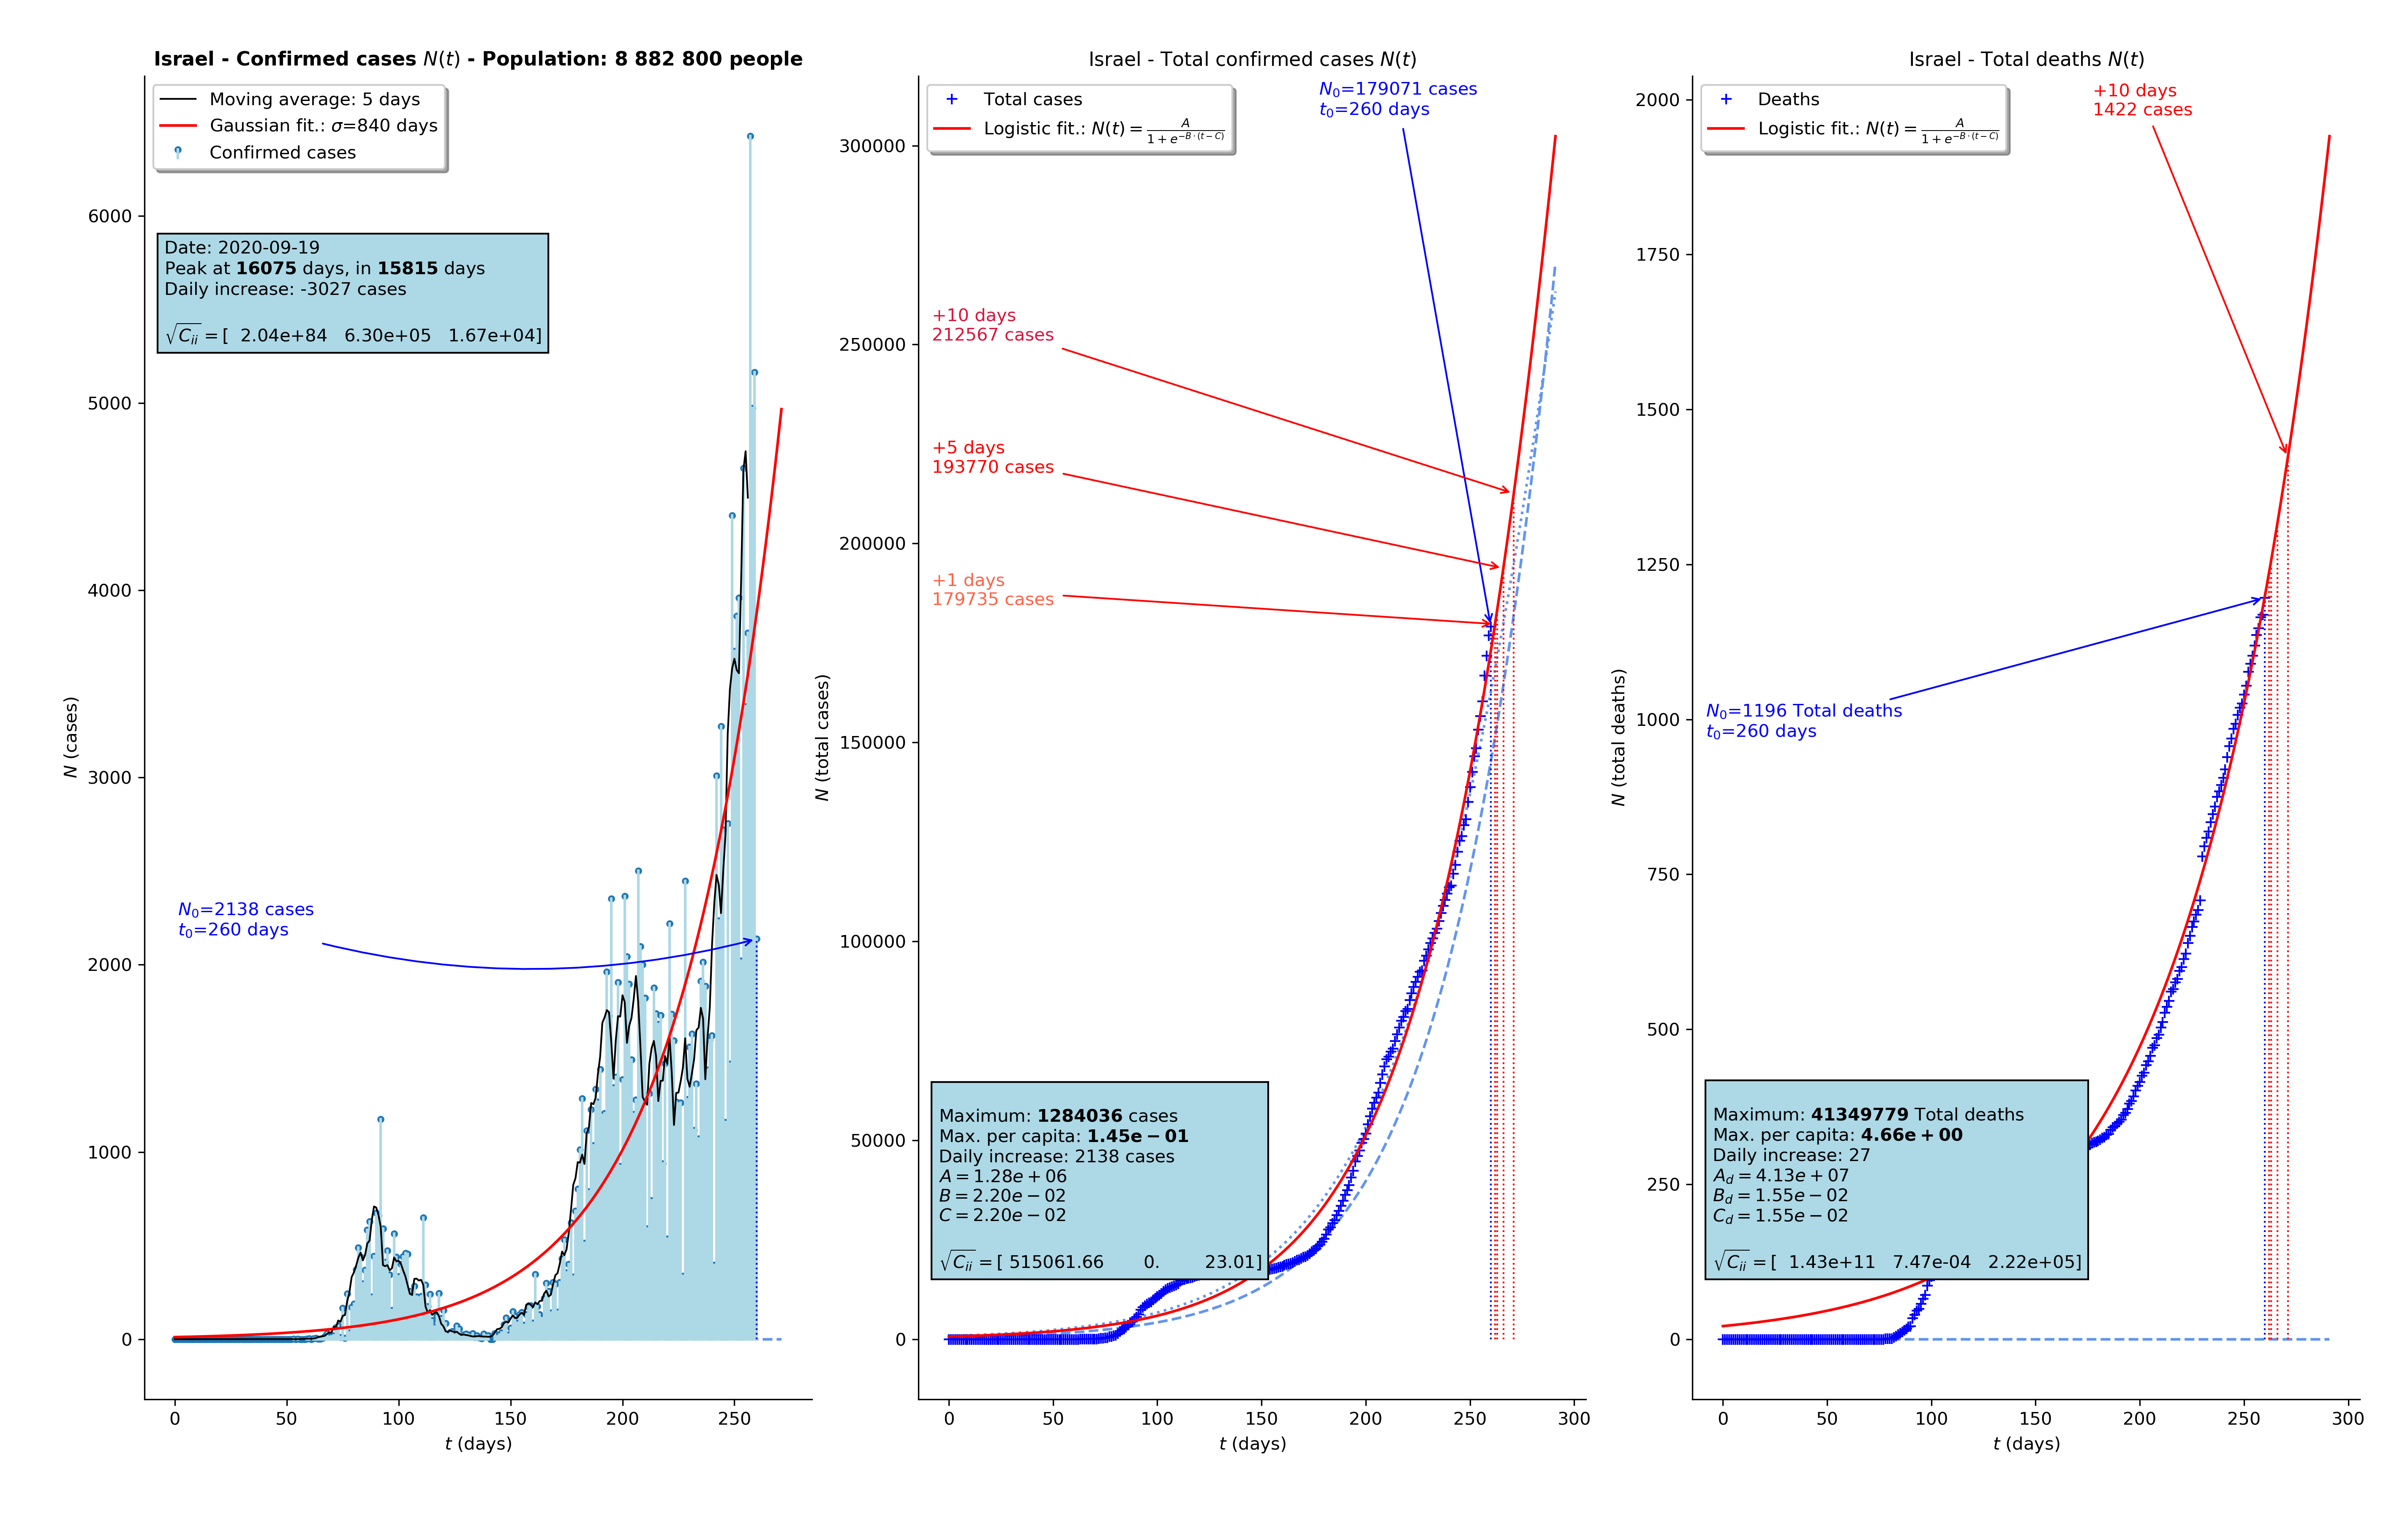 Israel - Confirmed cases N(t) - Population: 8 882 800 people
Moving average: 5 days
Gaussian fit.: σ=840 days
Confirmed cases
Date: 2020-09-19
Peak at 16075 days, in 15815 days
Daily increase: -3027 cases
√C_ii = [ 2.04e+84 6.30e+05 1.67e+04]
N₀=2138 cases
t₀=260 days
N (cases)
6000
5000
4000
3000
2000
1000
0
0 50 100 150 200 250
t (days)
Israel - Total confirmed cases N(t)
Total cases
Logistic fit.: N(t) = A / (1 + e^(−B·(t−C)))
N₀=179071 cases
t₀=260 days
+10 days
212567 cases
+5 days
193770 cases
+1 days
179735 cases
Maximum: 1284036 cases
Max. per capita: 1.45e − 01
Daily increase: 2138 cases
A = 1.28e + 06
B = 2.20e − 02
C = 2.20e − 02
√C_ii = [ 515061.66 0. 23.01]
N (total cases)
300000
250000
200000
150000
100000
50000
0
0 50 100 150 200 250 300
t (days)
Israel - Total deaths N(t)
Deaths
Logistic fit.: N(t) = A / (1 + e^(−B·(t−C)))
+10 days
1422 cases
N₀=1196 Total deaths
t₀=260 days
Maximum: 41349779 Total deaths
Max. per capita: 4.66e + 00
Daily increase: 27
A_d = 4.13e + 07
B_d = 1.55e − 02
C_d = 1.55e − 02
√C_ii = [ 1.43e+11 7.47e-04 2.22e+05]
N (total deaths)
2000
1750
1500
1250
1000
750
500
250
0
0 50 100 150 200 250 300
t (days)